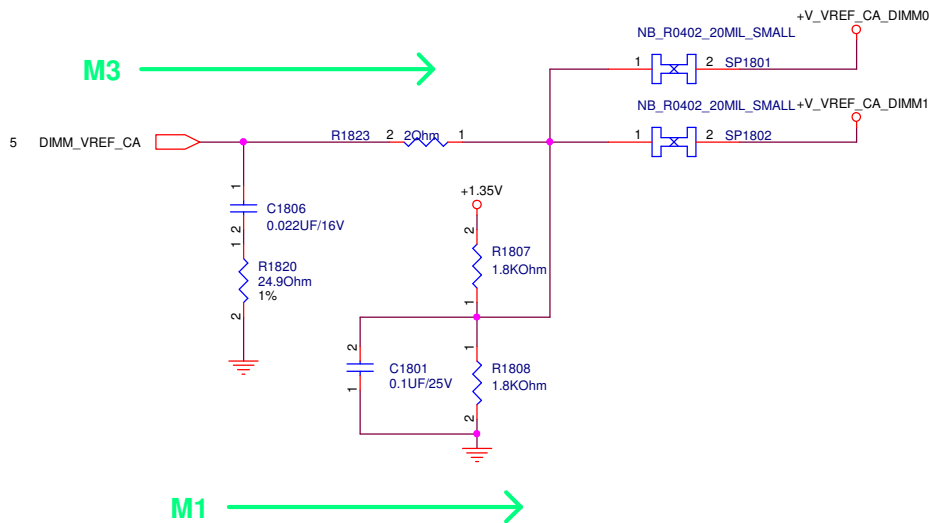 +V_VREF_CA_DIMM0
NB_R0402_20MIL_SMALL
M3
1
2 SP1801
NB_R0402_20MIL_SMALL
+V_VREF_CA_DIMM1
5 DIMM_VREF_CA
R1823 2 2Ohm 1
1
2 SP1802
1
C1806
0.022UF/16V
2
+1.35V
2
R1807
1.8KOhm
1
1
R1820
24.9Ohm
1%
2
2
C1801
0.1UF/25V
1
1
R1808
1.8KOhm
2
M1